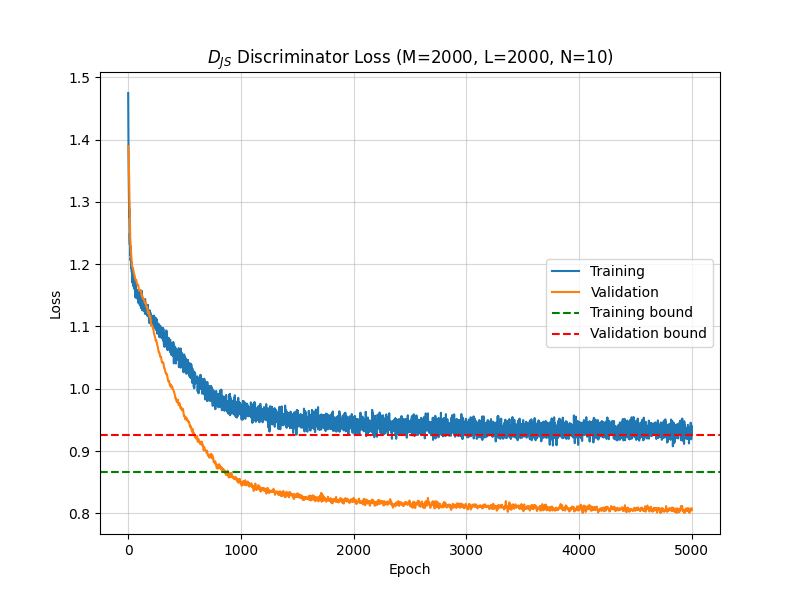 D_JS Discriminator Loss (M=2000, L=2000, N=10)
1.5
1.4
1.3
1.2
1.1
1.0
0.9
0.8
Loss
Training
Validation
Training bound
Validation bound
0 1000 2000 3000 4000 5000
Epoch